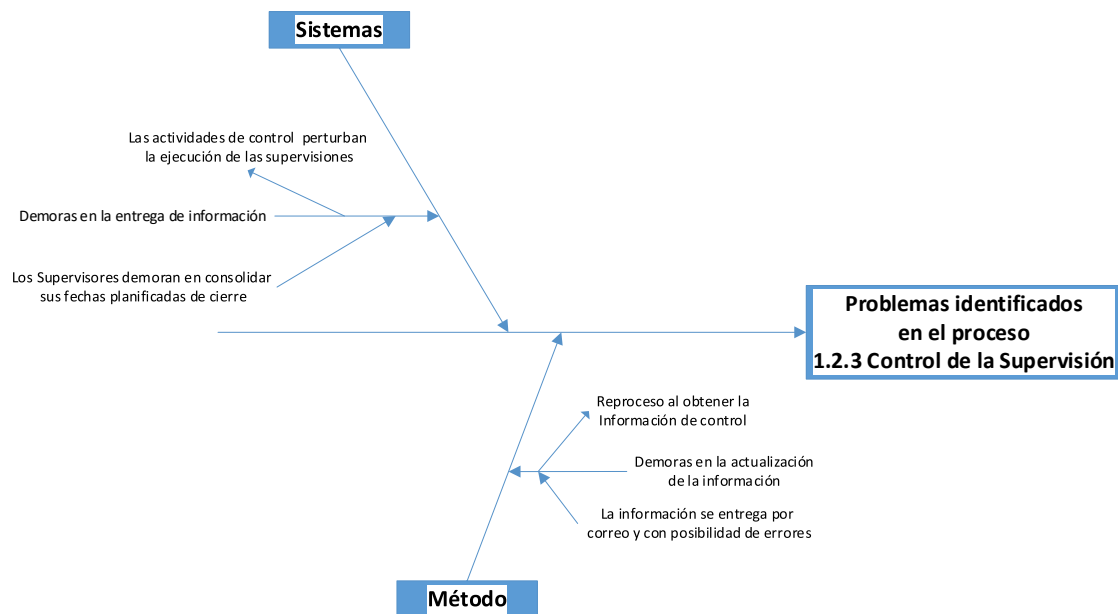 Sistemas
Las actividades de control perturban
la ejecución de las supervisiones
Demoras en la entrega de información
Los Supervisores demoran en consolidar
sus fechas planificadas de cierre
Problemas identificados
en el proceso
1.2.3 Control de la Supervisión
Reproceso al obtener la
Información de control
Demoras en la actualización
de la información
La información se entrega por
correo y con posibilidad de errores
Método